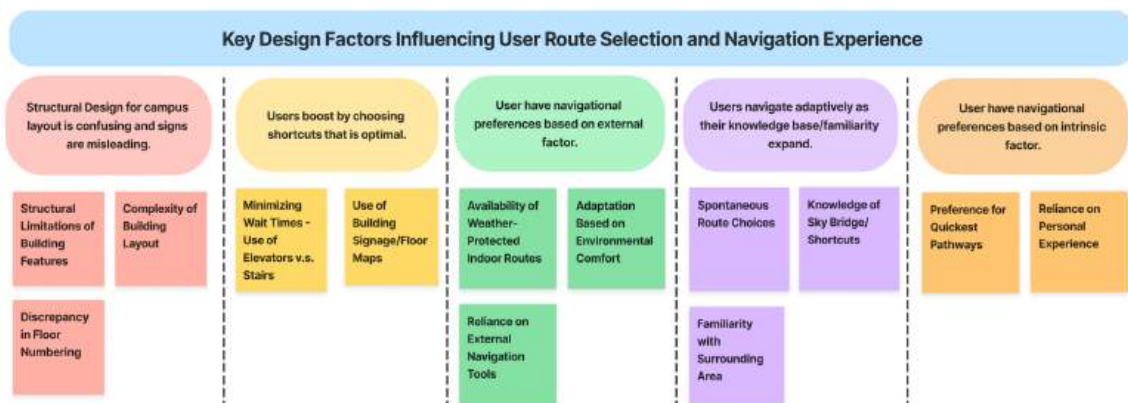 Key Design Factors Influencing User Route Selection and Navigation Experience
Structural Design for campus
layout is confusing and signs
are misleading.
Structural
Limitations of
Building
Features
Complexity of
Building
Layout
Discrepancy
in Floor
Numbering
Users boost by choosing
shortcuts that is optimal.
Minimizing
Wait Times -
Use of
Elevators v.s.
Stairs
Use of
Building
Signage/Floor
Maps
User have navigational
preferences based on external
factor.
Availability of
Weather-
Protected
Indoor Routes
Adaptation
Based on
Environmental
Comfort
Reliance on
External
Navigation
Tools
Users navigate adaptively as
their knowledge base/familiarity
expand.
Spontaneous
Route Choices
Knowledge of
Sky Bridge/
Shortcuts
Familiarity
with
Surrounding
Area
User have navigational
preferences based on intrinsic
factor.
Preference for
Quickest
Pathways
Reliance on
Personal
Experience